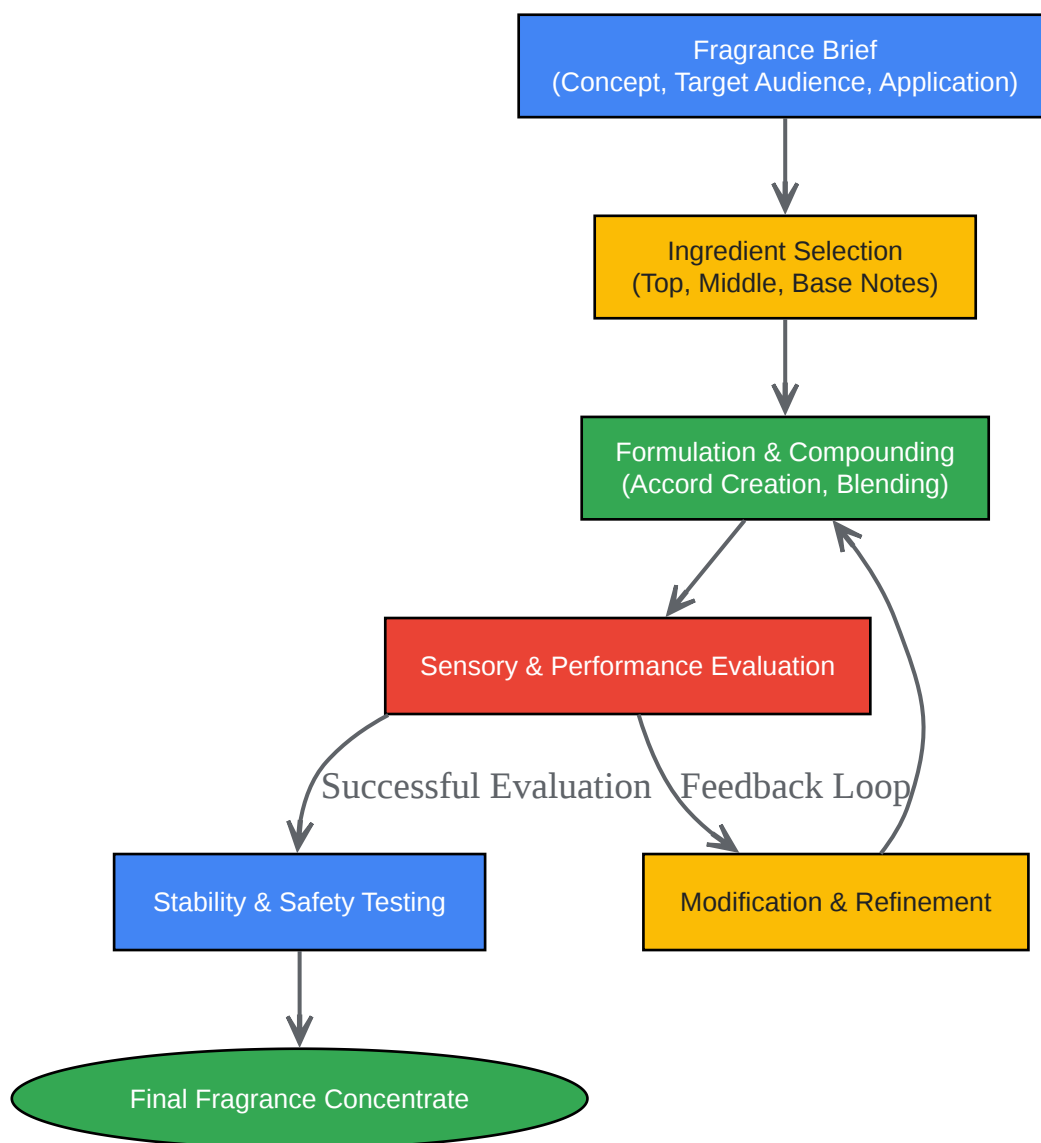 Fragrance Brief
(Concept, Target Audience, Application)
Ingredient Selection
(Top, Middle, Base Notes)
Formulation & Compounding
(Accord Creation, Blending)
Sensory & Performance Evaluation
Successful Evaluation
Feedback Loop
Stability & Safety Testing
Modification & Refinement
Final Fragrance Concentrate